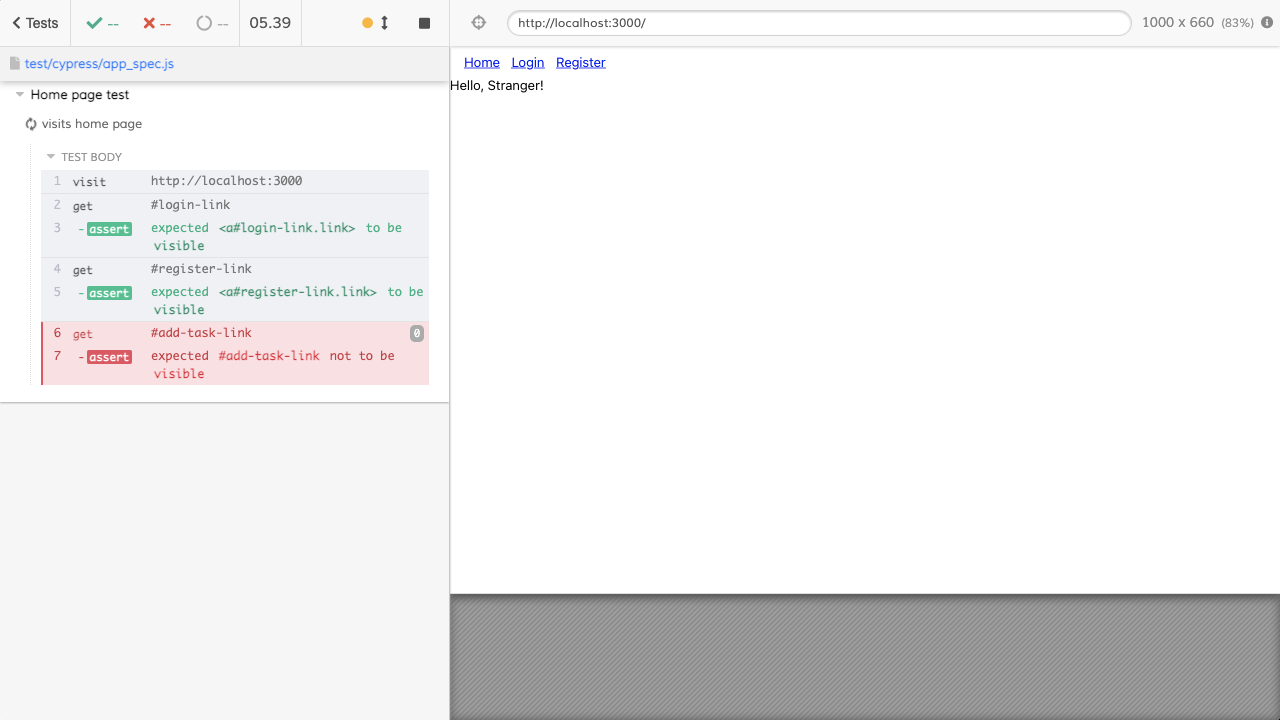 Tests -- -- -- 05.39
http://localhost:3000/ 1000 x 660 (83%)
test/cypress/app_spec.js
Home page test
visits home page
TEST BODY
1 visit http://localhost:3000
2 get #login-link
3 - assert expected <a#login-link.link> to be
visible
4 get #register-link
5 - assert expected <a#register-link.link> to be
visible
6 get #add-task-link 0
7 - assert expected #add-task-link not to be
visible
Home Login Register
Hello, Stranger!